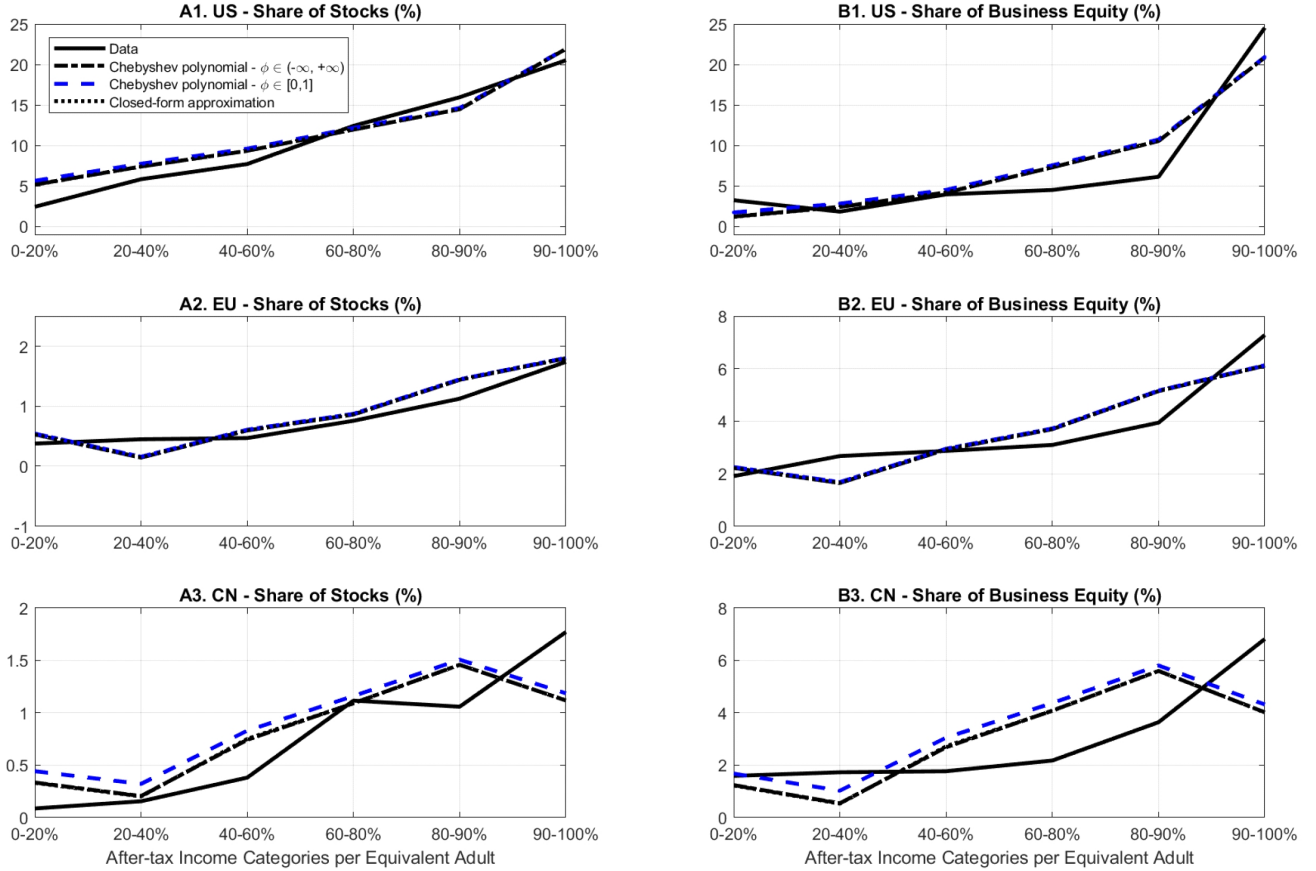 A1. US - Share of Stocks (%)
25
20
15
10
5
0
Data
Chebyshev polynomial - ϕ ∈ (-∞, +∞)
Chebyshev polynomial - ϕ ∈ [0,1]
Closed-form approximation
0-20% 20-40% 40-60% 60-80% 80-90% 90-100%
B1. US - Share of Business Equity (%)
25
20
15
10
5
0
0-20% 20-40% 40-60% 60-80% 80-90% 90-100%
A2. EU - Share of Stocks (%)
2
1
0
-1
0-20% 20-40% 40-60% 60-80% 80-90% 90-100%
B2. EU - Share of Business Equity (%)
8
6
4
2
0
0-20% 20-40% 40-60% 60-80% 80-90% 90-100%
A3. CN - Share of Stocks (%)
2
1.5
1
0.5
0
0-20% 20-40% 40-60% 60-80% 80-90% 90-100%
After-tax Income Categories per Equivalent Adult
B3. CN - Share of Business Equity (%)
8
6
4
2
0
0-20% 20-40% 40-60% 60-80% 80-90% 90-100%
After-tax Income Categories per Equivalent Adult